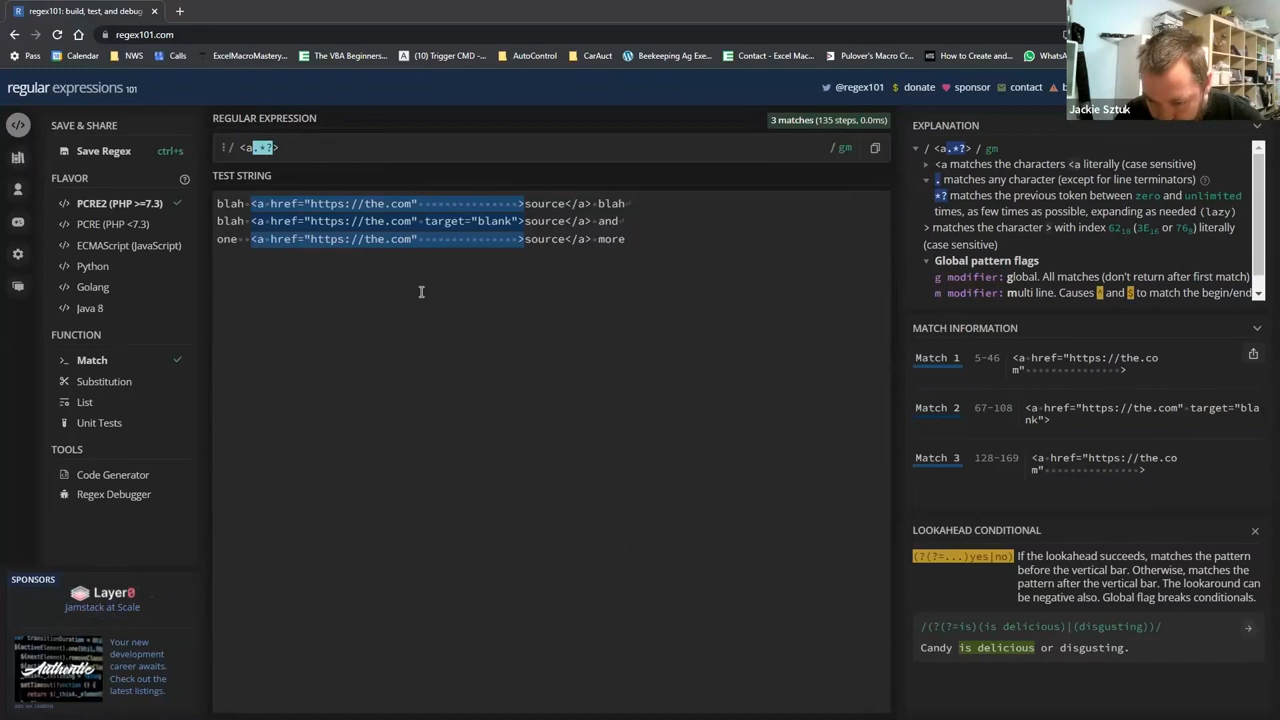 regex101: build, test, and debug
regex101.com
Pass
Calendar
NWS
Calls
ExcelMacroMastery...
The VBA Beginners...
(10) Trigger CMD -...
AutoControl
CarAuct
Beekeeping Ag Exe...
Contact - Excel Mac...
Pulover's Macro Cr...
How to Create and...
WhatsA
regular expressions 101
@regex101
donate
sponsor
contact
Jackie Sztuk
SAVE & SHARE
Save Regex
ctrl+s
FLAVOR
PCRE2 (PHP >=7.3)
PCRE (PHP <7.3)
ECMAScript (JavaScript)
Python
Golang
Java 8
FUNCTION
Match
Substitution
List
Unit Tests
TOOLS
Code Generator
Regex Debugger
SPONSORS
Layer0
Jamstack at Scale
Authentic
Your new
development
career awaits.
Check out the
latest listings.
ADS VIA CARBON
REGULAR EXPRESSION
3 matches (135 steps, 0.0ms)
/ <a.*?>
/ gm
TEST STRING
blah <a href="https://the.com"               >source</a> blah
blah <a href="https://the.com" target="blank">source</a> and
one  <a href="https://the.com"               >source</a> more
EXPLANATION
/ <a.*?> / gm
<a matches the characters <a literally (case sensitive)
. matches any character (except for line terminators)
*? matches the previous token between zero and unlimited
times, as few times as possible, expanding as needed (lazy)
> matches the character > with index 62₁₀ (3E₁₆ or 76₈) literally
(case sensitive)
Global pattern flags
g modifier: global. All matches (don't return after first match)
m modifier: multi line. Causes ^ and $ to match the begin/end
MATCH INFORMATION
Match 1
5-46
<a href="https://the.co
m"               >
Match 2
67-108
<a href="https://the.com" target="bla
nk">
Match 3
128-169
<a href="https://the.co
m"               >
LOOKAHEAD CONDITIONAL
(?(?=...)yes|no)
If the lookahead succeeds, matches the pattern
before the vertical bar. Otherwise, matches the
pattern after the vertical bar. The lookaround can
be negative also. Global flag breaks conditionals.
/(?(?=is)(is delicious)|(disgusting))/
Candy is delicious or disgusting.